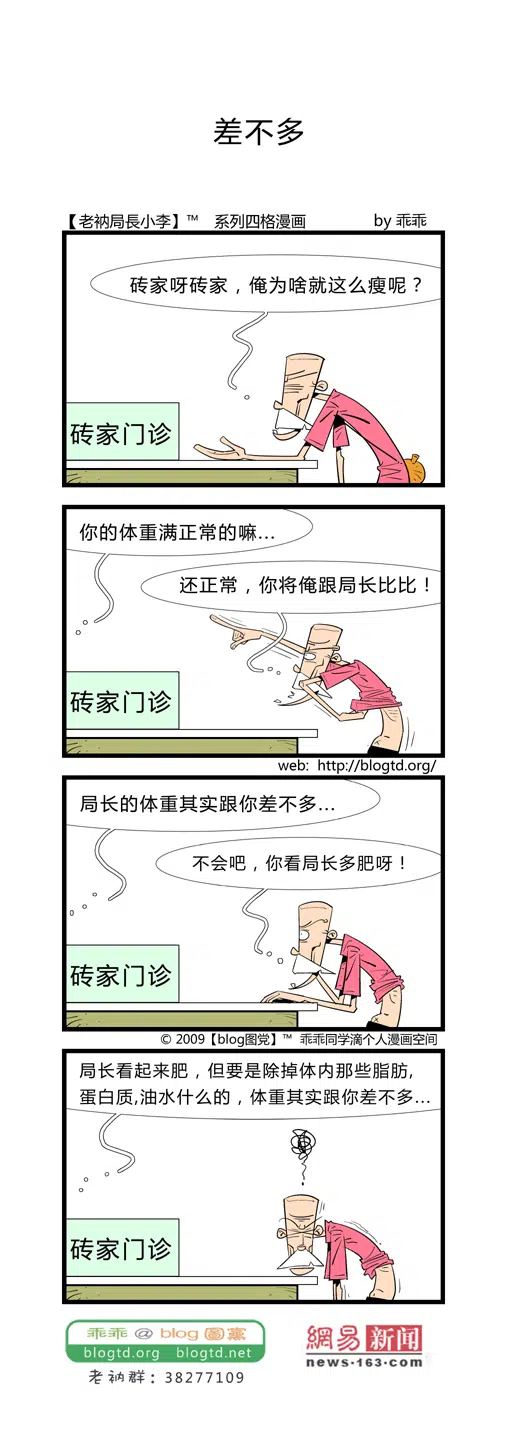 差不多
【老衲局長小李】™ 系列四格漫画 by 乖乖
砖家呀砖家，俺为啥就这么瘦呢？
砖家门诊
你的体重满正常的嘛...
还正常，你将俺跟局长比比！
砖家门诊
web: http://blogtd.org/
局长的体重其实跟你差不多...
不会吧，你看局长多肥呀！
砖家门诊
© 2009【blog图党】™ 乖乖同学滴个人漫画空间
局长看起来肥，但要是除掉体内那些脂肪,
蛋白质,油水什么的，体重其实跟你差不多...
砖家门诊
乖乖@blog圖黨
blogtd.org blogtd.net
老衲群: 38277109
網易 新闻
news·163·com